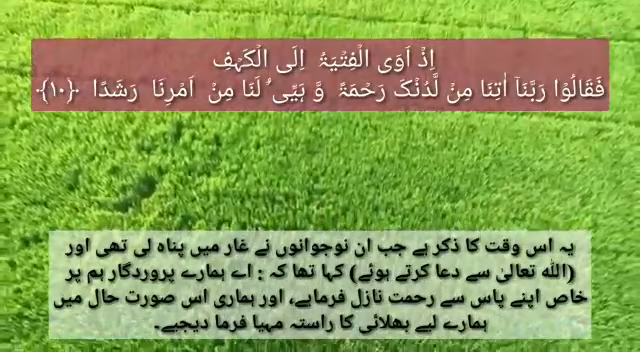 اِذۡ اَوَی الۡفِتۡیَۃُ  اِلَی الۡکَہۡفِ
فَقَالُوۡا رَبَّنَاۤ اٰتِنَا مِنۡ لَّدُنۡکَ رَحۡمَۃً  وَّ ہَیِّیٴۡ لَنَا مِنۡ  اَمۡرِنَا  رَشَدًا  ﴿۱۰﴾
یہ اس وقت کا ذکر ہے جب ان نوجوانوں نے غار میں پناہ لی تھی اور
(اللہ تعالیٰ سے دعا کرتے ہوئے) کہا تھا کہ : اے ہمارے پروردگار ہم پر
خاص اپنے پاس سے رحمت نازل فرمایے، اور ہماری اس صورت حال میں
ہمارے لیے بھلائی کا راستہ مہیا فرما دیجیے۔